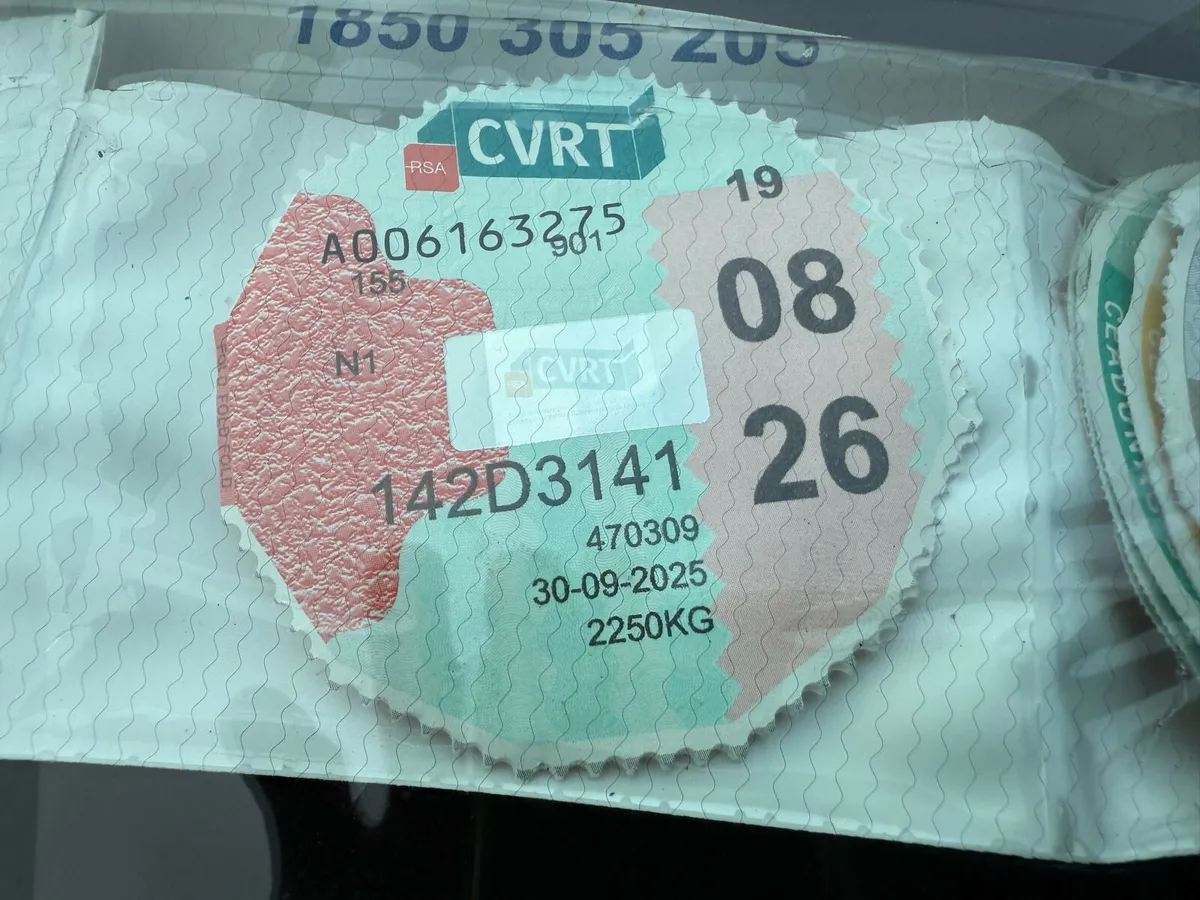 1850 305 205
CVRT
RSA
19
A006163275
901
155
08
N1
CVRT
26
142D3141
470309
30-09-2025
2250KG